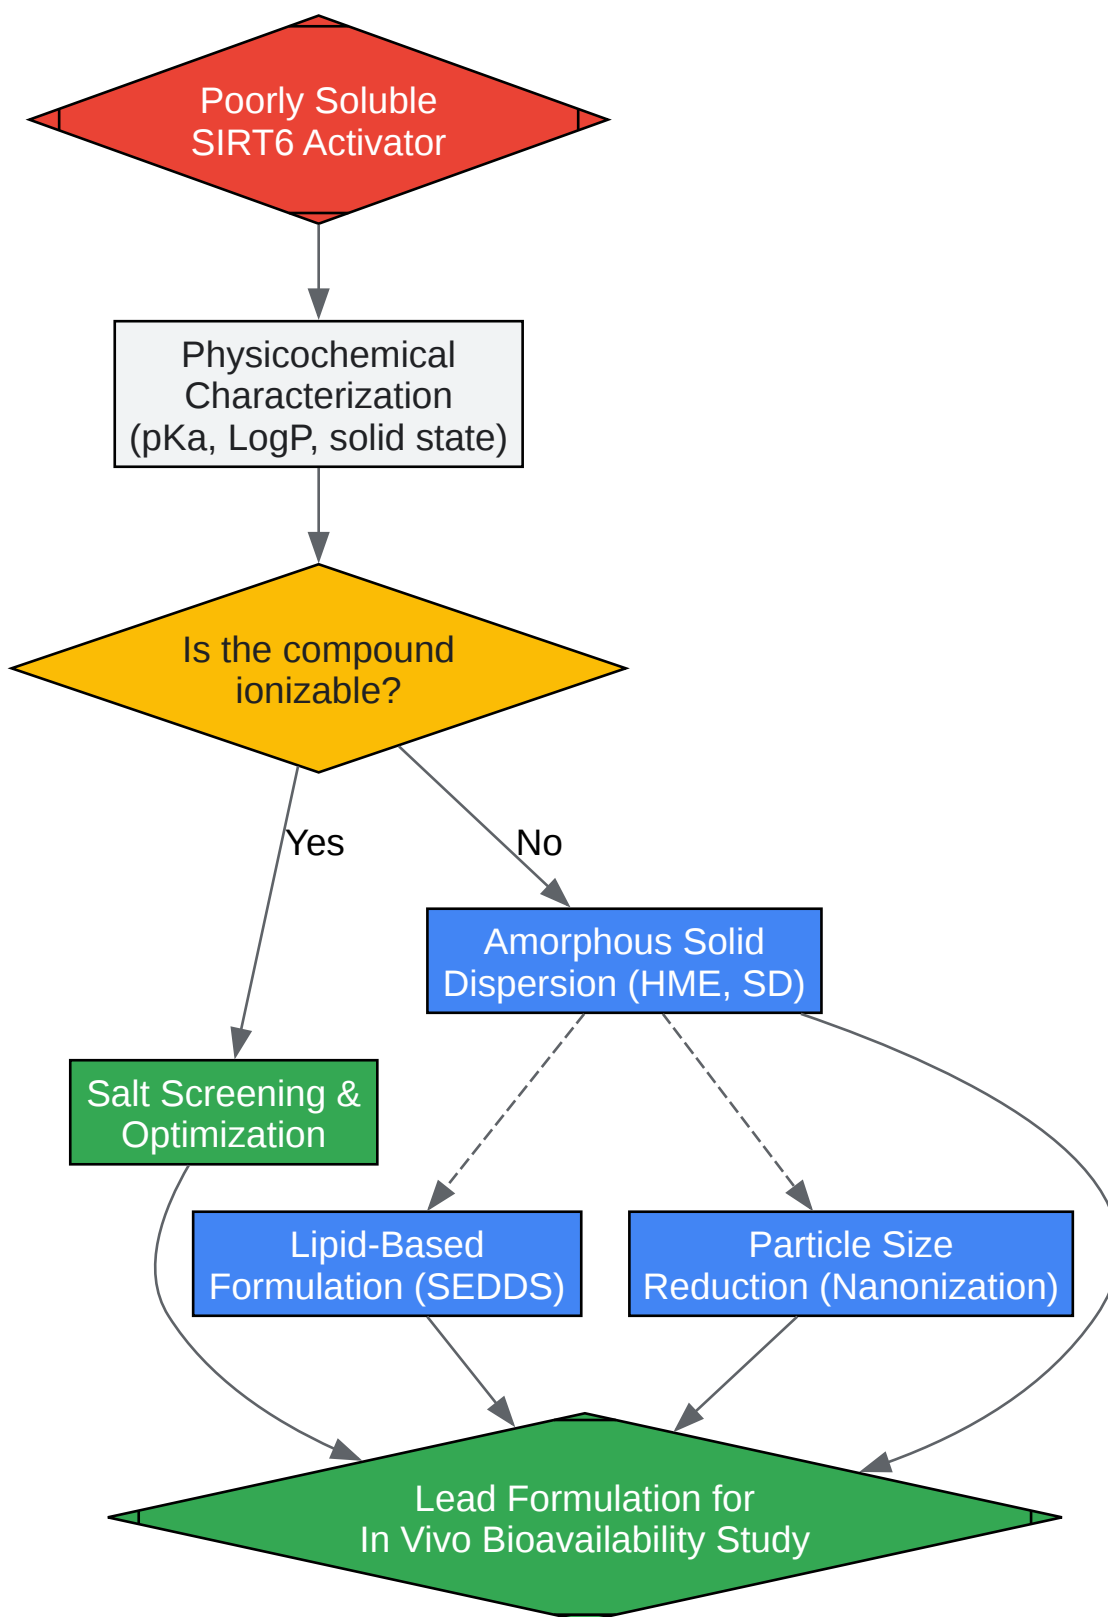 Poorly Soluble
SIRT6 Activator
Physicochemical
Characterization
(pKa, LogP, solid state)
Is the compound
ionizable?
Yes
No
Amorphous Solid
Dispersion (HME, SD)
Salt Screening &
Optimization
Lipid-Based
Formulation (SEDDS)
Particle Size
Reduction (Nanonization)
Lead Formulation for
In Vivo Bioavailability Study